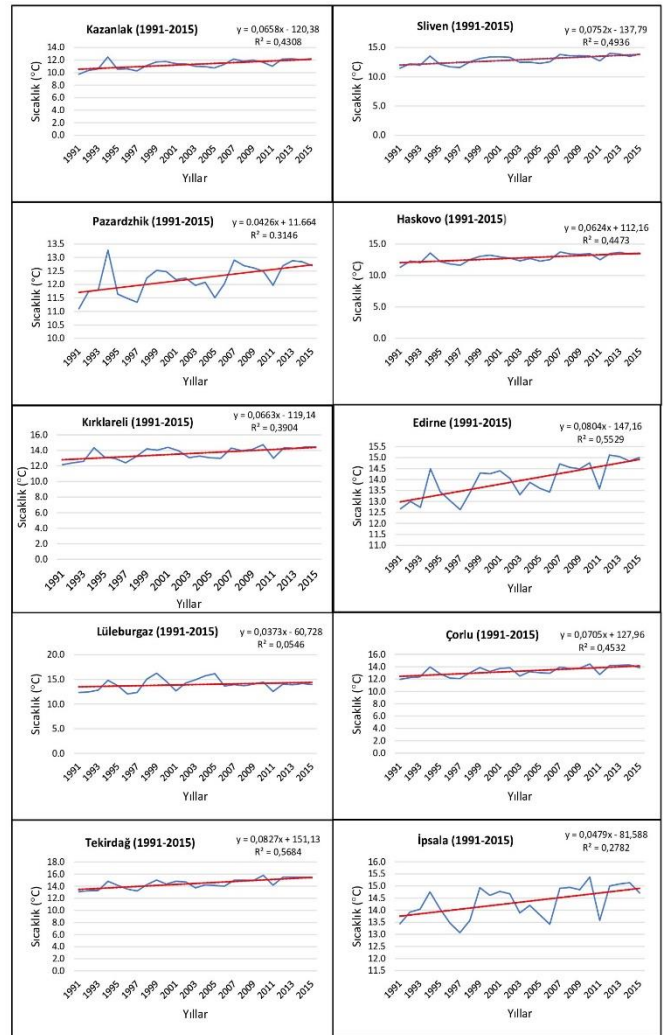 Kazanlak (1991-2015)
y = 0,0658x - 120,38
R² = 0,4308
Sıcaklık (°C)
14.0
12.0
10.0
8.0
6.0
4.0
2.0
0.0
1991 1993 1995 1997 1999 2001 2003 2005 2007 2009 2011 2013 2015
Yıllar
Sliven (1991-2015)
y = 0,0752x - 137,79
R² = 0,4936
Sıcaklık (°C)
15.0
10.0
5.0
0.0
1991 1993 1995 1997 1999 2001 2003 2005 2007 2009 2011 2013 2015
Yıllar
Pazardzhik (1991-2015)
y = 0.0426x + 11.664
R² = 0.3146
Sıcaklık (°C)
13.5
13.0
12.5
12.0
11.5
11.0
10.5
10.0
1991 1993 1995 1997 1999 2001 2003 2005 2007 2009 2011 2013 2015
Yıllar
Haskovo (1991-2015)
y = 0,0624x + 112,16
R² = 0,4473
Sıcaklık (°C)
15.0
10.0
5.0
0.0
1991 1993 1995 1997 1999 2001 2003 2005 2007 2009 2011 2013 2015
Yıllar
Kırklareli (1991-2015)
y = 0,0663x - 119,14
R² = 0,3904
Sıcaklık (°C)
16.0
14.0
12.0
10.0
8.0
6.0
4.0
2.0
0.0
1991 1993 1995 1997 1999 2001 2003 2005 2007 2009 2011 2013 2015
Yıllar
Edirne (1991-2015)
y = 0,0804x - 147,16
R² = 0,5529
Sıcaklık (°C)
15.5
15.0
14.5
14.0
13.5
13.0
12.5
12.0
11.5
11.0
1991 1993 1995 1997 1999 2001 2003 2005 2007 2009 2011 2013 2015
Yıllar
Lüleburgaz (1991-2015)
y = 0,0373x - 60,728
R² = 0,0546
Sıcaklık (°C)
20.0
15.0
10.0
5.0
0.0
1991 1993 1995 1997 1999 2001 2003 2005 2007 2009 2011 2013 2015
Yıllar
Çorlu (1991-2015)
y = 0,0705x + 127,96
R² = 0,4532
Sıcaklık (°C)
16.0
14.0
12.0
10.0
8.0
6.0
4.0
2.0
0.0
1991 1993 1995 1997 1999 2001 2003 2005 2007 2009 2011 2013 2015
Yıllar
Tekirdağ (1991-2015)
y = 0,0827x + 151,13
R² = 0,5684
Sıcaklık (°C)
18.0
16.0
14.0
12.0
10.0
8.0
6.0
4.0
2.0
0.0
1991 1993 1995 1997 1999 2001 2003 2005 2007 2009 2011 2013 2015
Yıllar
İpsala (1991-2015)
y = 0,0479x - 81,588
R² = 0,2782
Sıcaklık (°C)
16.0
15.5
15.0
14.5
14.0
13.5
13.0
12.5
12.0
11.5
1991 1993 1995 1997 1999 2001 2003 2005 2007 2009 2011 2013 2015
Yıllar